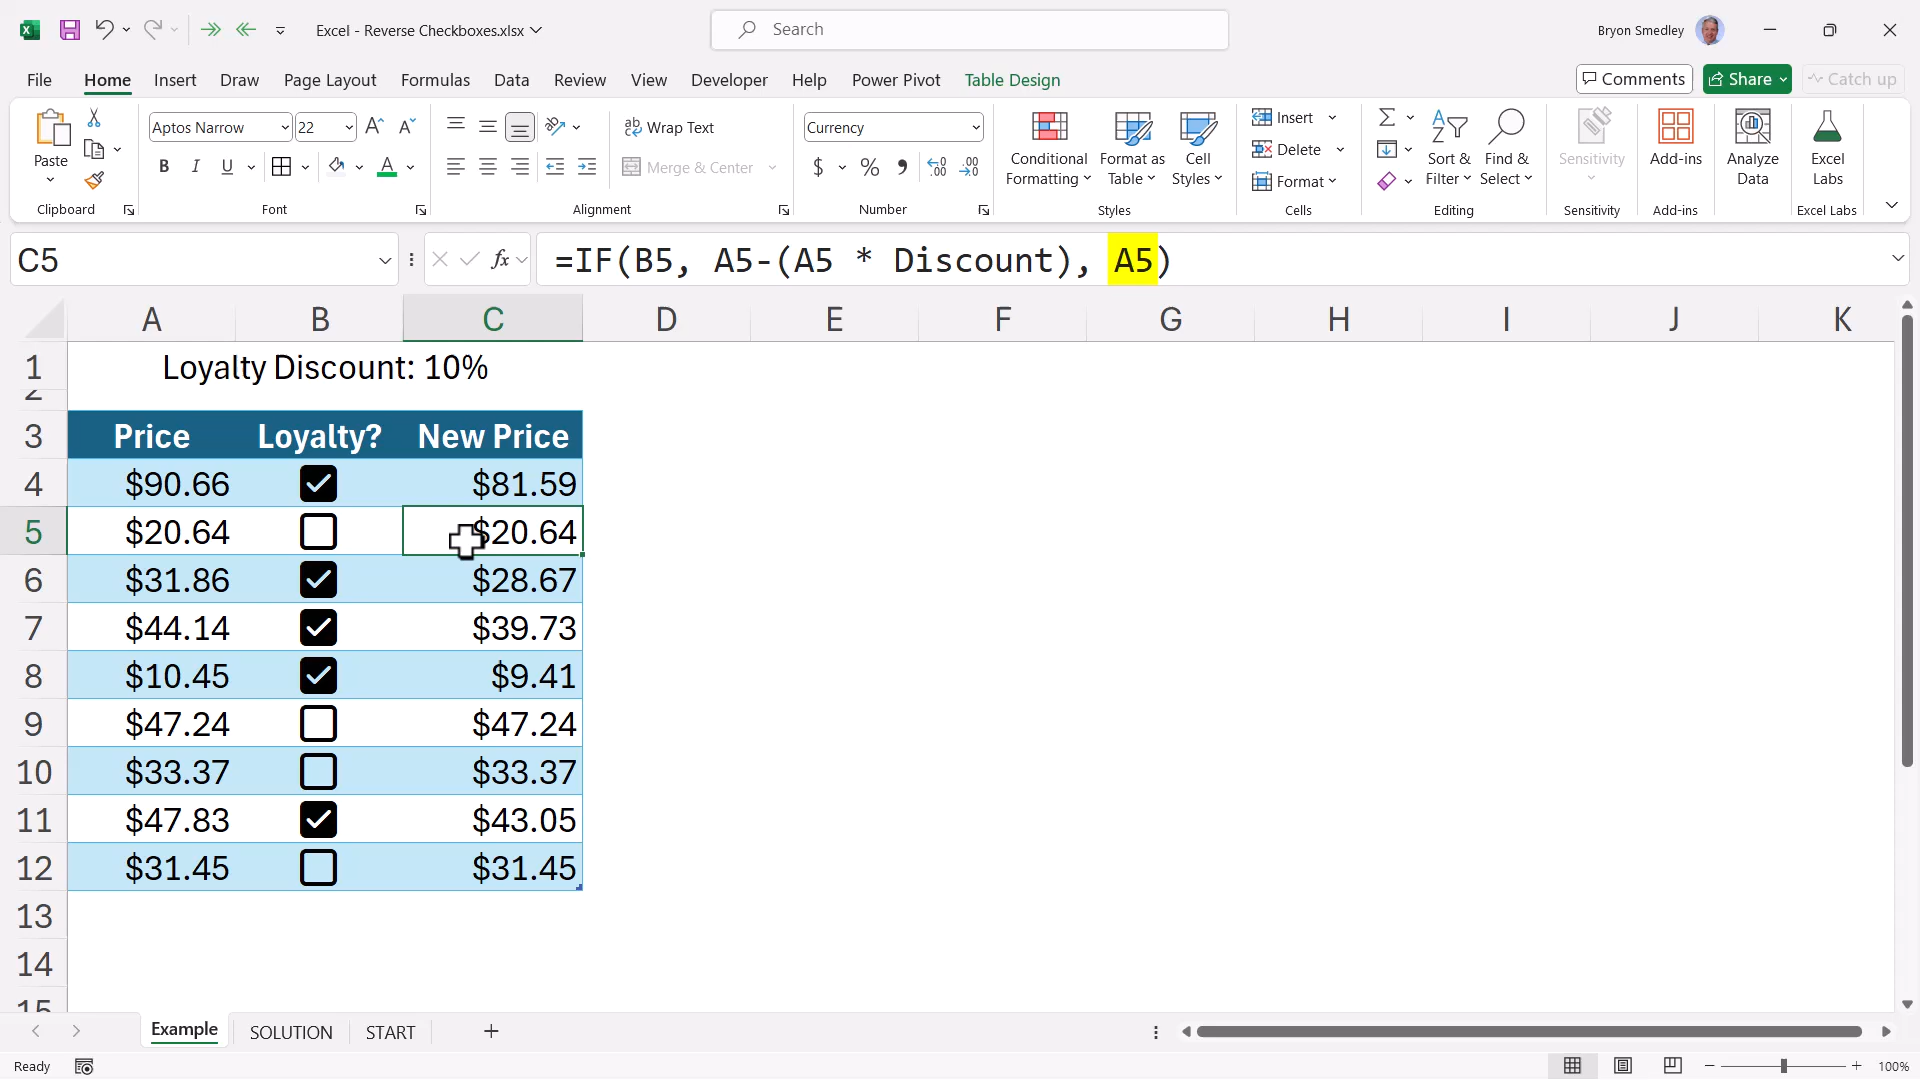 Excel - Reverse Checkboxes.xlsx
Search
Bryon Smedley
File Home Insert Draw Page Layout Formulas Data Review View Developer Help Power Pivot Table Design
Comments Share Catch up
Paste
Clipboard
Aptos Narrow 22
B I U A
Font
Wrap Text
Merge & Center
Alignment
Currency
$ % ,
Number
Conditional Formatting
Format as Table
Cell Styles
Styles
Insert
Delete
Format
Cells
Sort & Filter
Find & Select
Editing
Sensitivity
Sensitivity
Add-ins
Add-ins
Analyze Data
Excel Labs
Excel Labs
C5 fx =IF(B5, A5-(A5 * Discount), A5)
A B C D E F G H I J K
1 Loyalty Discount: 10%
2
3 Price Loyalty? New Price
4 $90.66 $81.59
5 $20.64 $20.64
6 $31.86 $28.67
7 $44.14 $39.73
8 $10.45 $9.41
9 $47.24 $47.24
10 $33.37 $33.37
11 $47.83 $43.05
12 $31.45 $31.45
13
14
15
Example SOLUTION START
Ready 100%